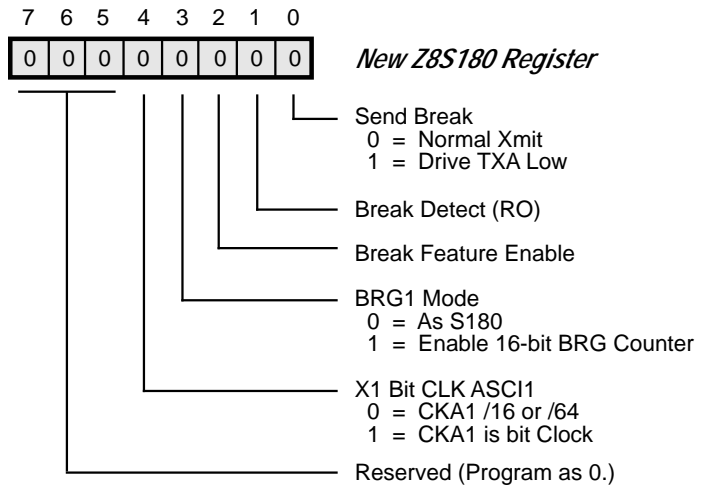 7 6 5 4 3 2 1 0
0 0 0 0 0 0 0 0 New Z8S180 Register
Send Break
0 = Normal Xmit
1 = Drive TXA Low
Break Detect (RO)
Break Feature Enable
BRG1 Mode
0 = As S180
1 = Enable 16-bit BRG Counter
X1 Bit CLK ASCI1
0 = CKA1 /16 or /64
1 = CKA1 is bit Clock
Reserved (Program as 0.)